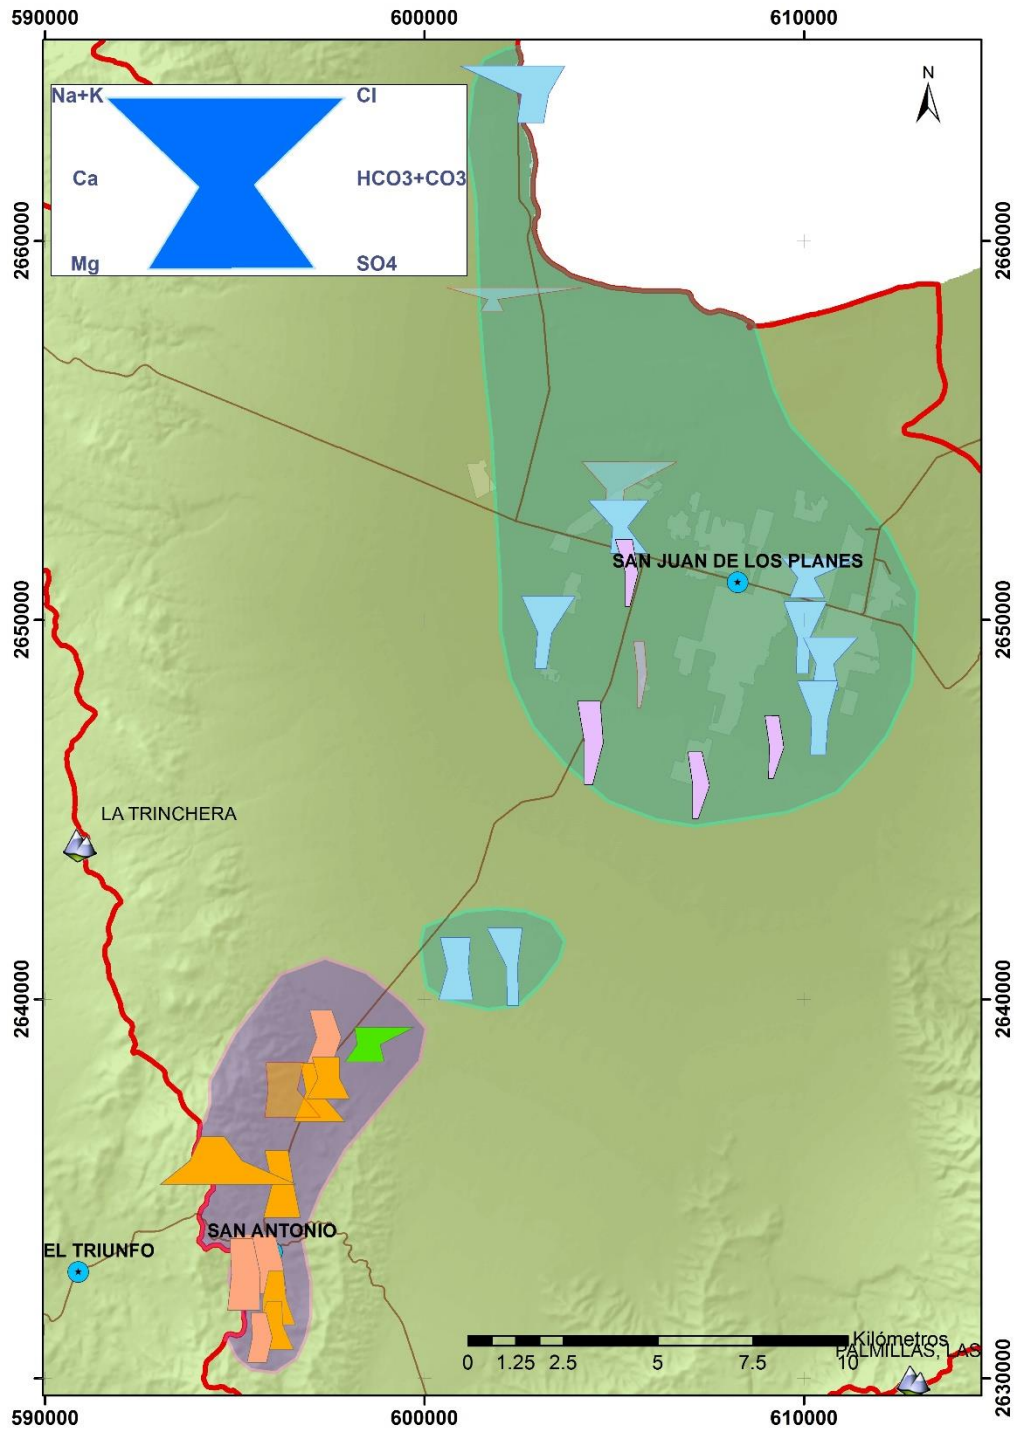 590000
600000
610000
Na+K
Cl
N
Ca
HCO3+CO3
Mg
SO4
2660000
2660000
SAN JUAN DE LOS PLANES
2650000
2650000
LA TRINCHERA
2640000
2640000
SAN ANTONIO
EL TRIUNFO
Kilómetros
PALMILLAS, LAS
0 1.25 2.5 5 7.5 10
2630000
2630000
590000
600000
610000